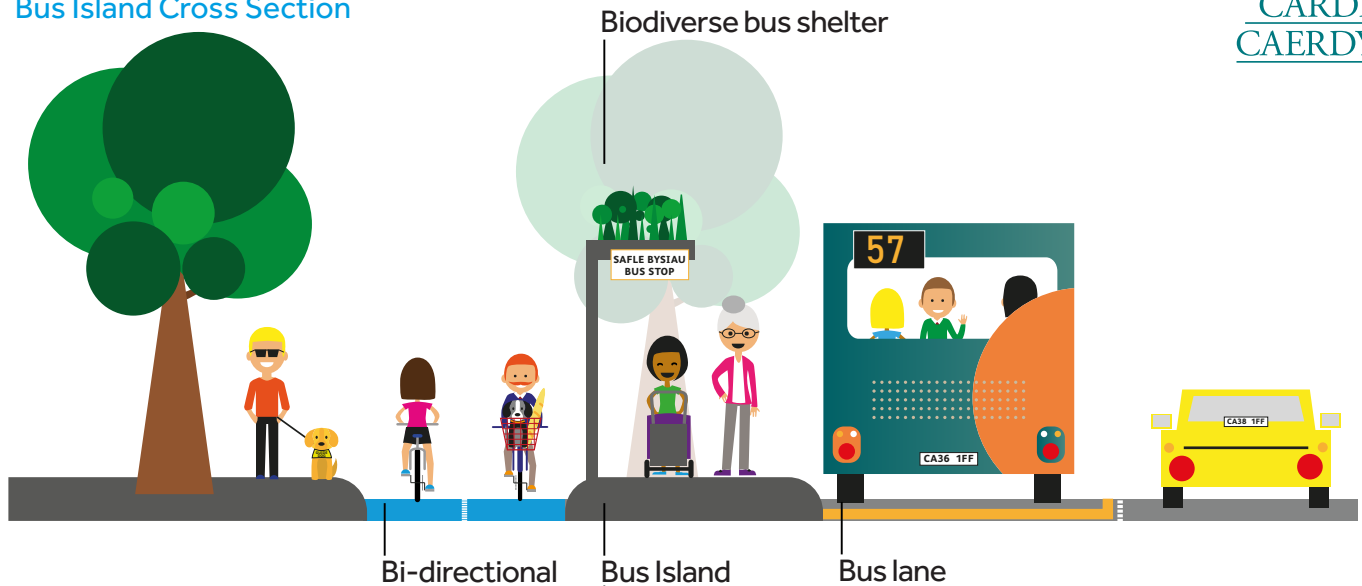 Bus Island Cross Section
Biodiverse bus shelter
SAFLE BYSIAU
BUS STOP
57
CA36 1FF
CA38 1FF
Bi-directional
Bus Island
Bus lane